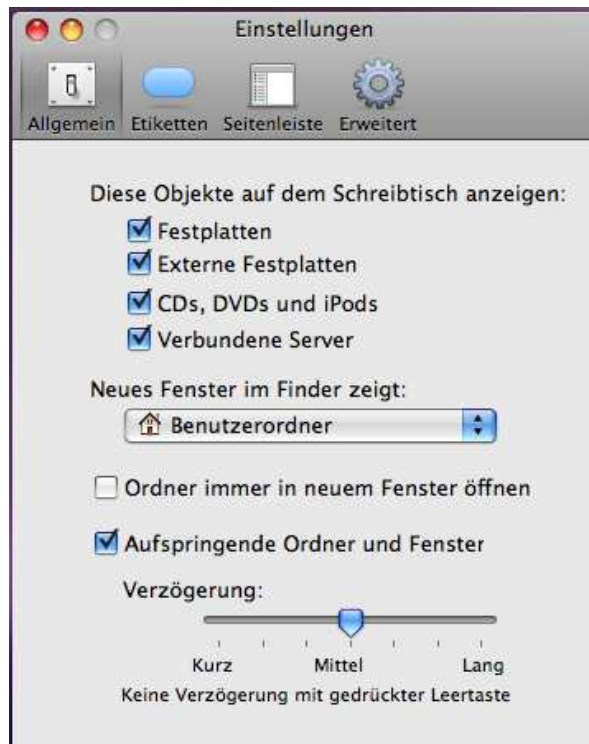 Einstellungen
Allgemein Etiketten Seitenleiste Erweitert
Diese Objekte auf dem Schreibtisch anzeigen:
Festplatten
Externe Festplatten
CDs, DVDs und iPods
Verbundene Server
Neues Fenster im Finder zeigt:
Benutzerordner
Ordner immer in neuem Fenster öffnen
Aufspringende Ordner und Fenster
Verzögerung:
Kurz Mittel Lang
Keine Verzögerung mit gedrückter Leertaste